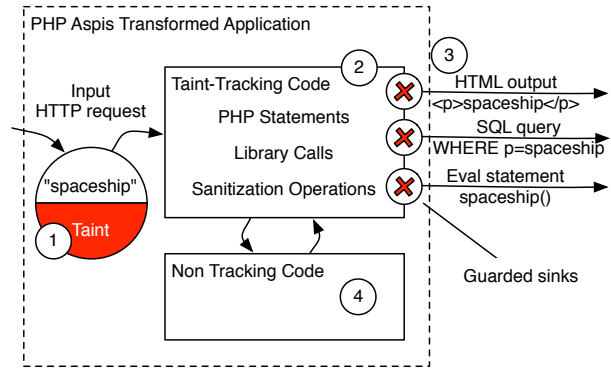 PHP Aspis Transformed Application
Input
HTTP request
"spaceship"
Taint
1
2
Taint-Tracking Code
PHP Statements
Library Calls
Sanitization Operations
Non Tracking Code
4
3
HTML output
<p>spaceship</p>
SQL query
WHERE p=spaceship
Eval statement
spaceship()
Guarded sinks